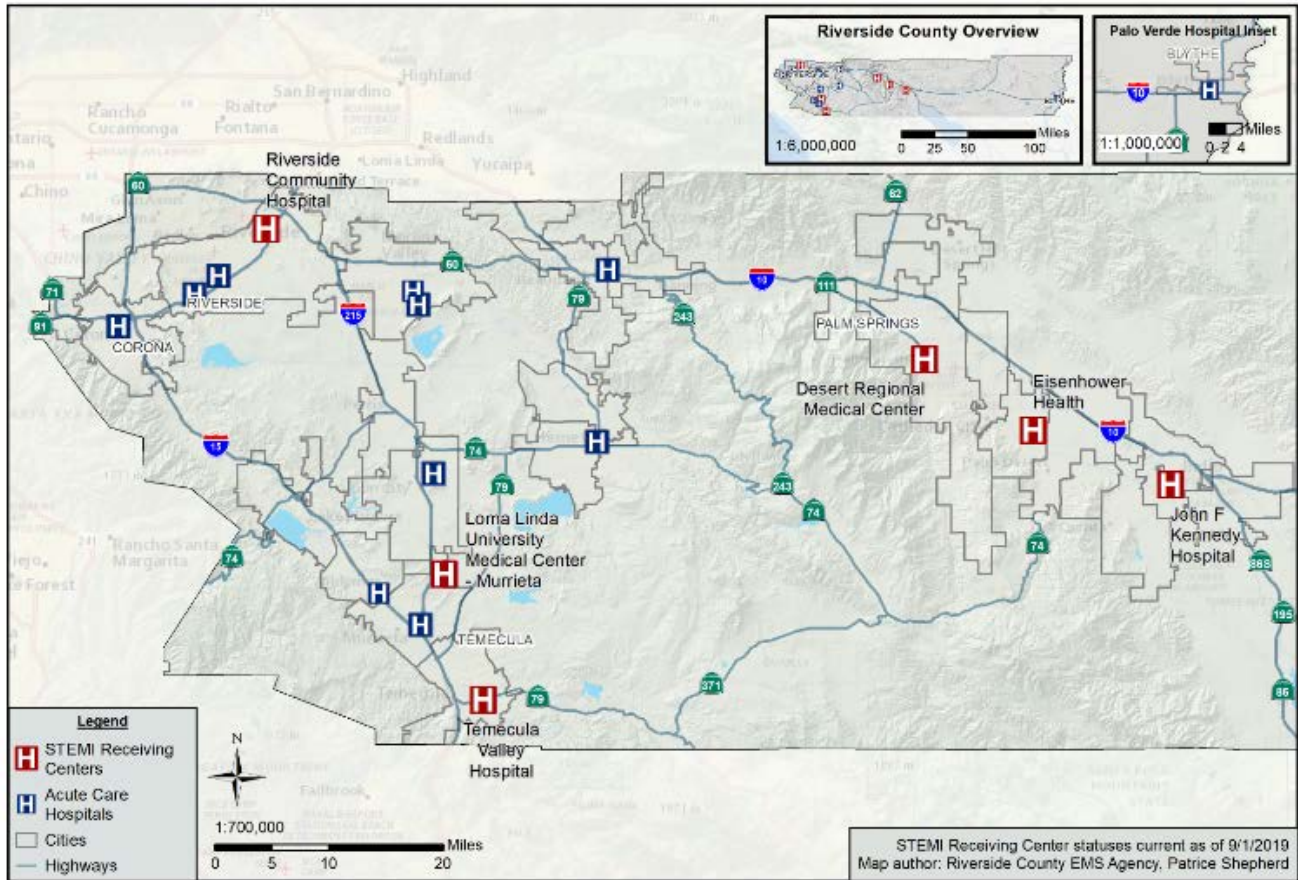 Riverside County Overview
1:6,000,000
Miles
0 25 50 100
Palo Verde Hospital Inset
BLYTHE
10
1:1,000,000
Miles
0 2 4
Highland
San Bernardino
Rancho
Cucamonga
Rialto
Fontana
Redlands
Loma Linda
Yucaipa
Chino
Riverside
Community
Hospital
60
62
71
91
RIVERSIDE
CORONA
60
215
79
243
10
111
PALM SPRINGS
Desert Regional
Medical Center
Eisenhower
Health
10
15
74
79
243
74
John F
Kennedy
Hospital
Loma Linda
University
Medical Center
- Murrieta
74
74
86S
195
86
Rancho Santa
Margarita
241
TEMECULA
371
79
Temecula
Valley
Hospital
Fallbrook
Legend
H STEMI Receiving
Centers
H Acute Care
Hospitals
Cities
Highways
N
1:700,000
Miles
0 5 10 20
STEMI Receiving Center statuses current as of 9/1/2019
Map author: Riverside County EMS Agency, Patrice Shepherd